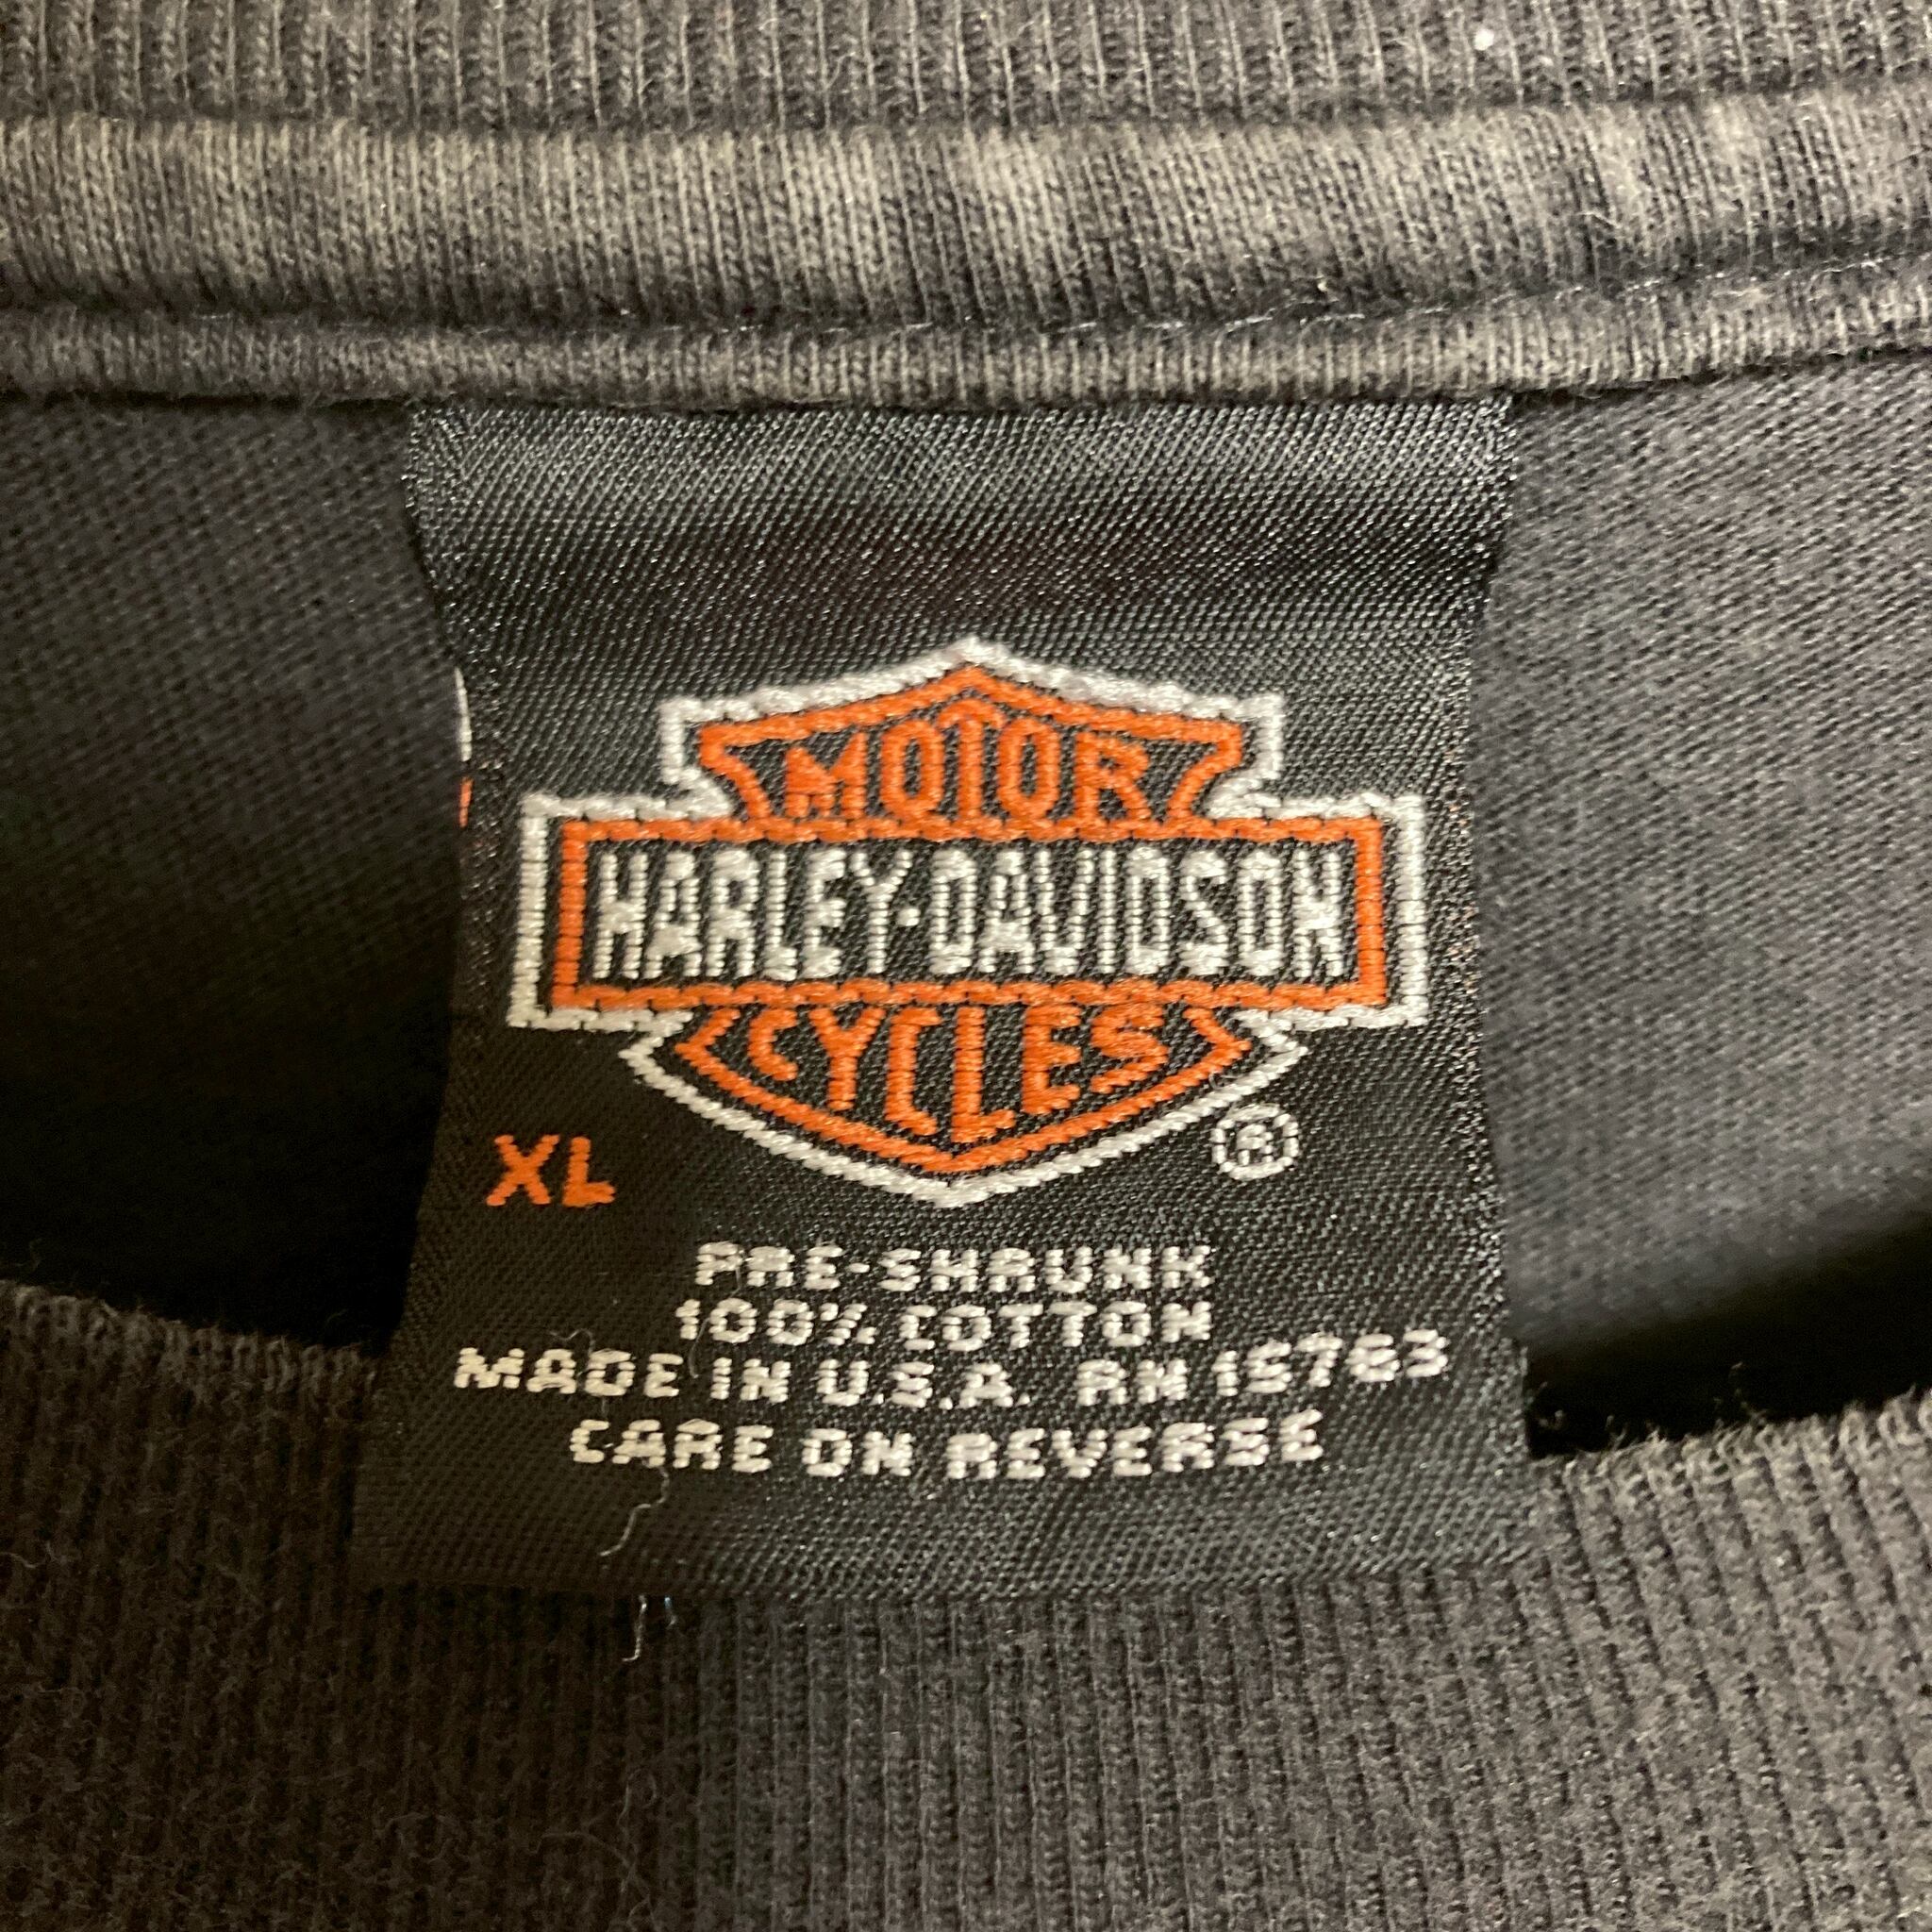 MOTOR
HARLEY-DAVIDSON
CYCLES
®
XL
PRE-SHRUNK
100% COTTON
MADE IN U.S.A. RN 15763
CARE ON REVERSE